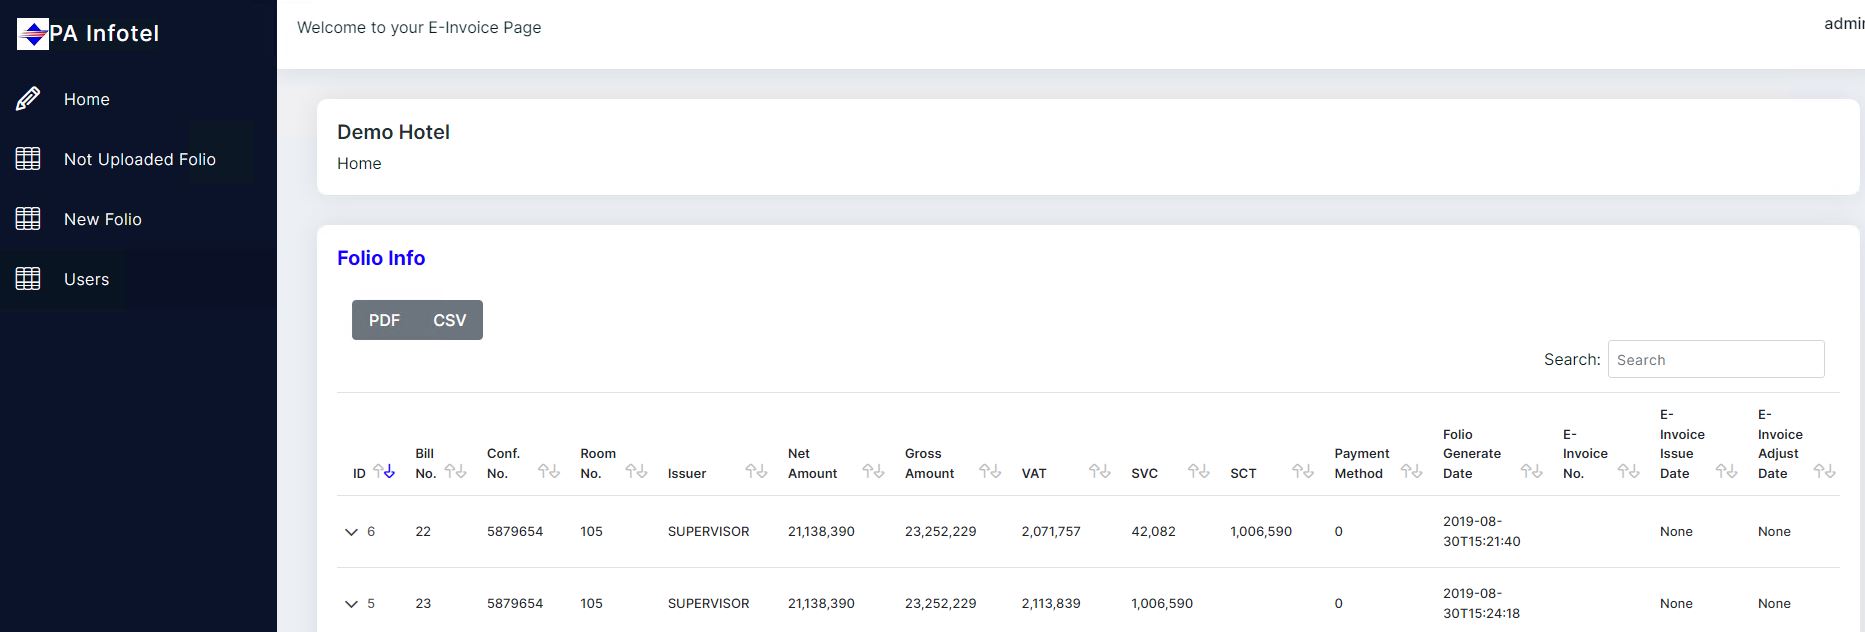 PA Infotel
Home
Not Uploaded Folio
New Folio
Users
Welcome to your E-Invoice Page
admin
Demo Hotel
Home
Folio Info
PDF CSV
Search: Search
ID Bill No. Conf. No. Room No. Issuer Net Amount Gross Amount VAT SVC SCT Payment Method Folio Generate Date E-Invoice No. E-Invoice Issue Date E-Invoice Adjust Date
6 22 5879654 105 SUPERVISOR 21,138,390 23,252,229 2,071,757 42,082 1,006,590 0 2019-08-30T15:21:40 None None
5 23 5879654 105 SUPERVISOR 21,138,390 23,252,229 2,113,839 1,006,590 0 2019-08-30T15:24:18 None None